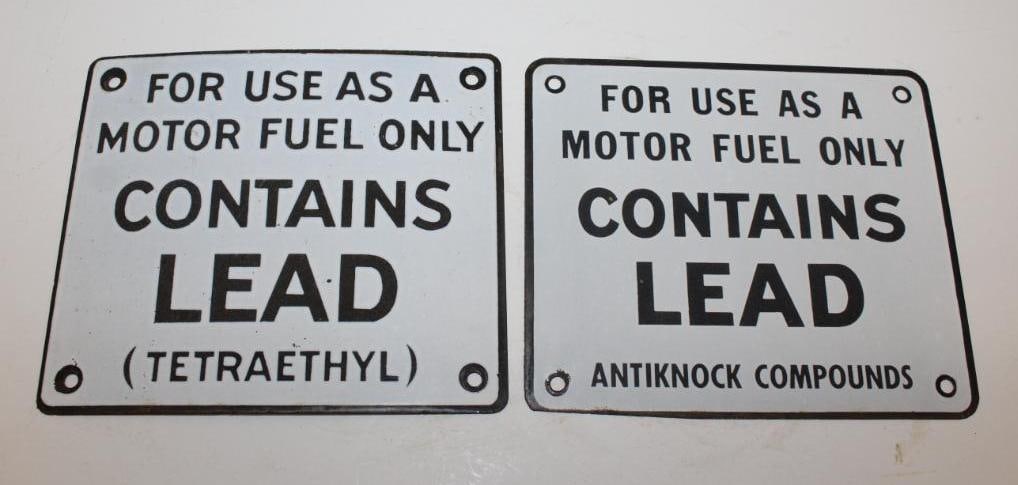 FOR USE AS A
MOTOR FUEL ONLY
CONTAINS
LEAD
(TETRAETHYL)
FOR USE AS A
MOTOR FUEL ONLY
CONTAINS
LEAD
ANTIKNOCK COMPOUNDS